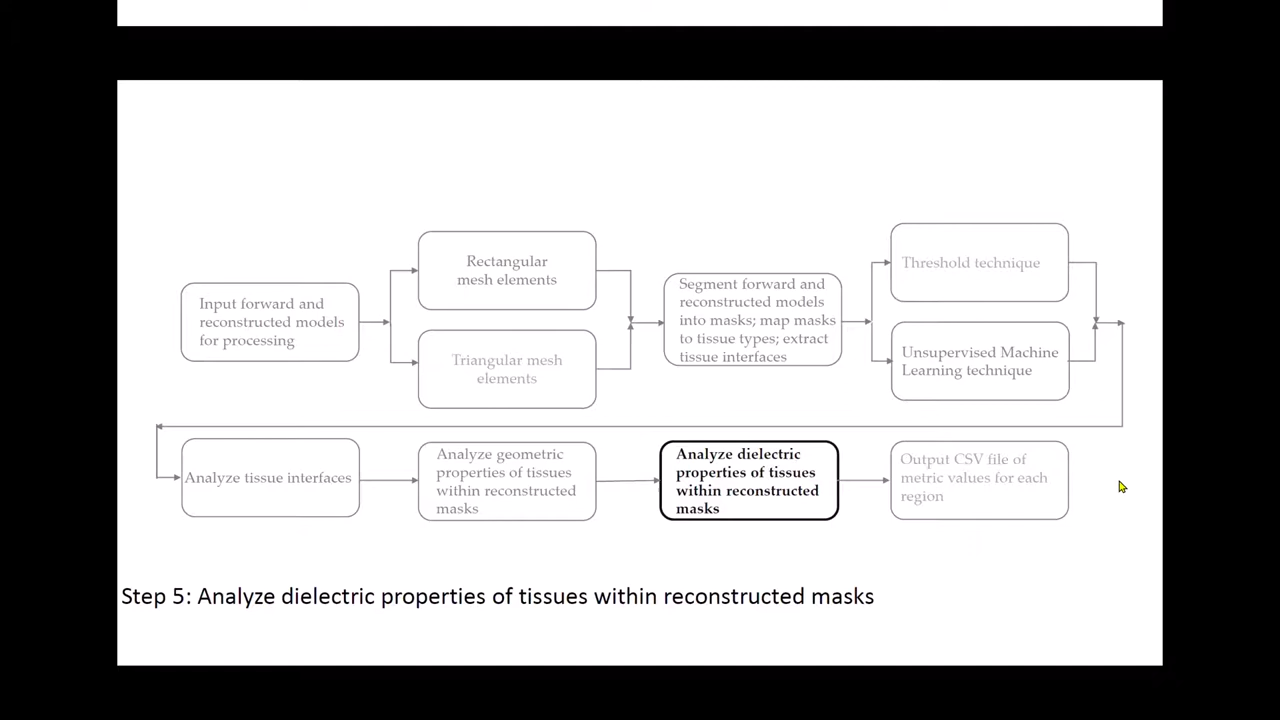 Input forward and
reconstructed models
for processing
Rectangular
mesh elements
Triangular mesh
elements
Segment forward and
reconstructed models
into masks; map masks
to tissue types; extract
tissue interfaces
Threshold technique
Unsupervised Machine
Learning technique
Analyze tissue interfaces
Analyze geometric
properties of tissues
within reconstructed
masks
Analyze dielectric
properties of tissues
within reconstructed
masks
Output CSV file of
metric values for each
region
Step 5: Analyze dielectric properties of tissues within reconstructed masks